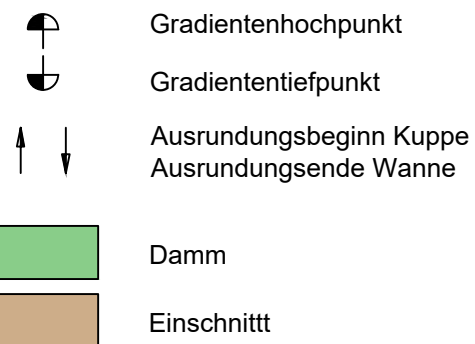 Gradientenhochpunkt
Gradiententiefpunkt
Ausrundungsbeginn Kuppe
Ausrundungsende Wanne
Damm
Einschnittt